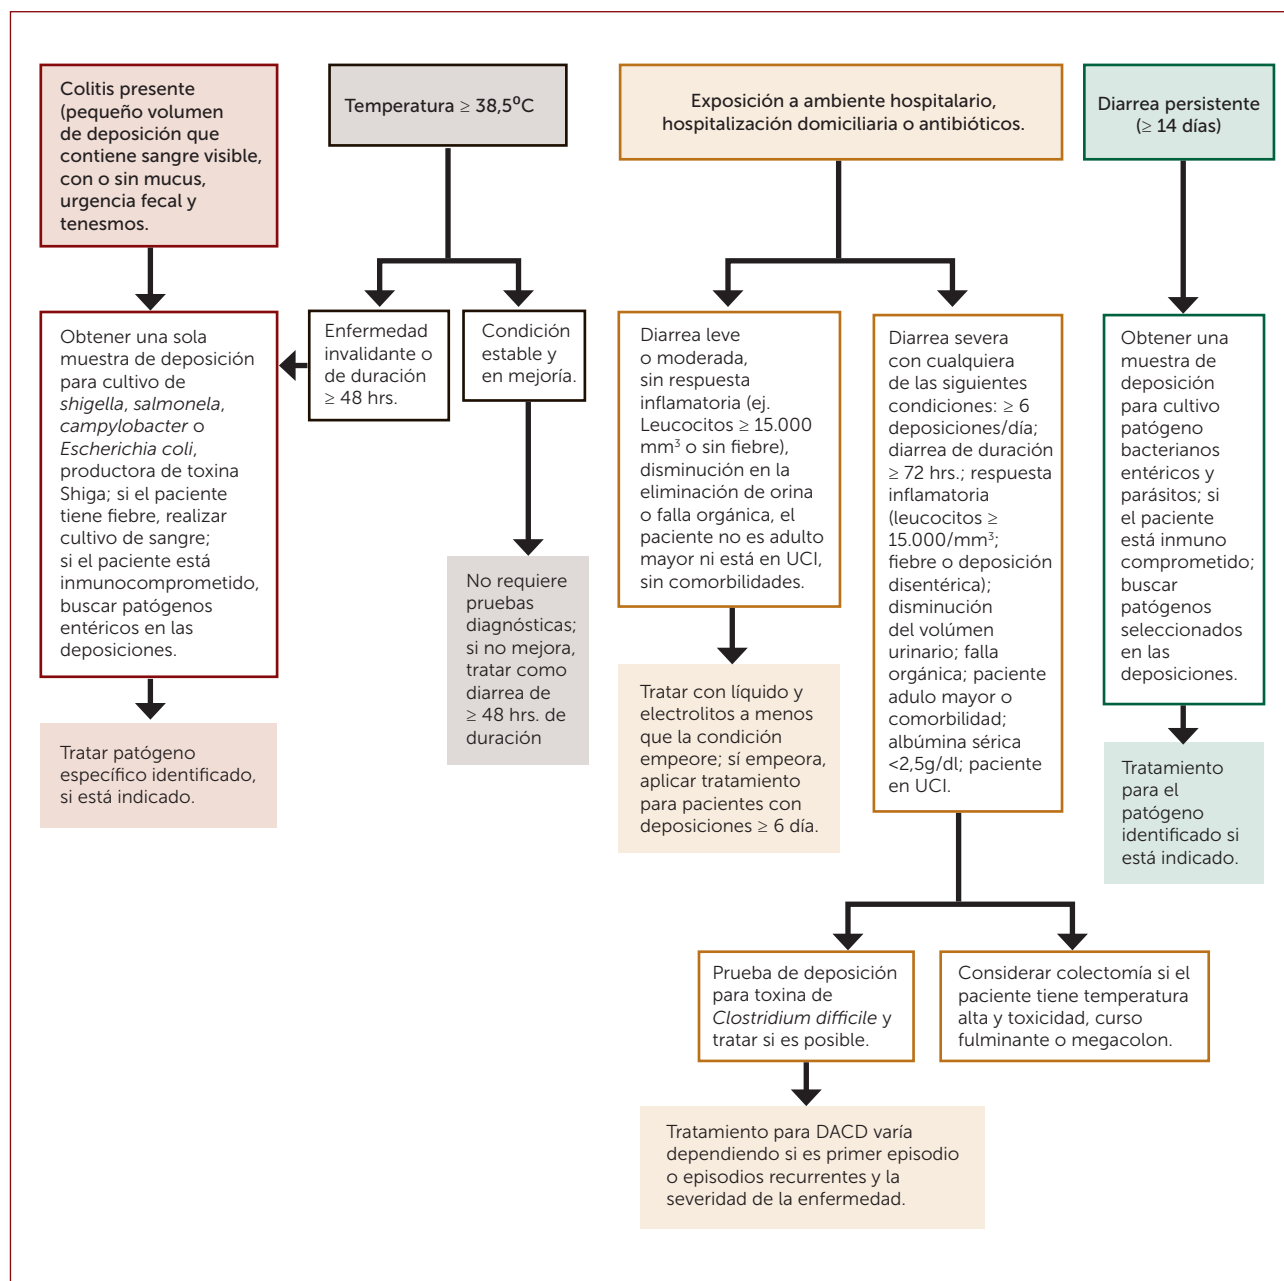 Colitis presente
(pequeño volumen
de deposición que
contiene sangre visible,
con o sin mucus,
urgencia fecal y
tenesmos.
Temperatura ≥ 38,5ºC
Exposición a ambiente hospitalario,
hospitalización domiciliaria o antibióticos.
Diarrea persistente
(≥ 14 días)
Obtener una sola
muestra de deposición
para cultivo de
shigella, salmonela,
campylobacter o
Escherichia coli,
productora de toxina
Shiga; si el paciente
tiene fiebre, realizar
cultivo de sangre;
si el paciente está
inmunocomprometido,
buscar patógenos
entéricos en las
deposiciones.
Enfermedad
invalidante o
de duración
≥ 48 hrs.
Condición
estable y
en mejoría.
Diarrea leve
o moderada,
sin respuesta
inflamatoria (ej.
Leucocitos ≥ 15.000
mm³ o sin fiebre),
disminución en la
eliminación de orina
o falla orgánica, el
paciente no es adulto
mayor ni está en UCI,
sin comorbilidades.
Diarrea severa
con cualquiera
de las siguientes
condiciones: ≥ 6
deposiciones/día;
diarrea de duración
≥ 72 hrs.; respuesta
inflamatoria
(leucocitos ≥
15.000/mm³;
fiebre o deposición
disentérica);
disminución
del volúmen
urinario; falla
orgánica; paciente
adulo mayor o
comorbilidad;
albúmina sérica
<2,5g/dl; paciente
en UCI.
Obtener una
muestra de
deposición
para cultivo
patógeno
bacterianos
entéricos y
parásitos; si
el paciente
está inmuno
comprometido;
buscar
patógenos
seleccionados
en las
deposiciones.
No requiere
pruebas
diagnósticas;
si no mejora,
tratar como
diarrea de
≥ 48 hrs. de
duración
Tratar patógeno
específico identificado,
si está indicado.
Tratar con líquido y
electrolitos a menos
que la condición
empeore; sí empeora,
aplicar tratamiento
para pacientes con
deposiciones ≥ 6 día.
Tratamiento
para el
patógeno
identificado si
está indicado.
Prueba de deposición
para toxina de
Clostridium difficile y
tratar si es posible.
Considerar colectomía si el
paciente tiene temperatura
alta y toxicidad, curso
fulminante o megacolon.
Tratamiento para DACD varía
dependiendo si es primer episodio
o episodios recurrentes y la
severidad de la enfermedad.